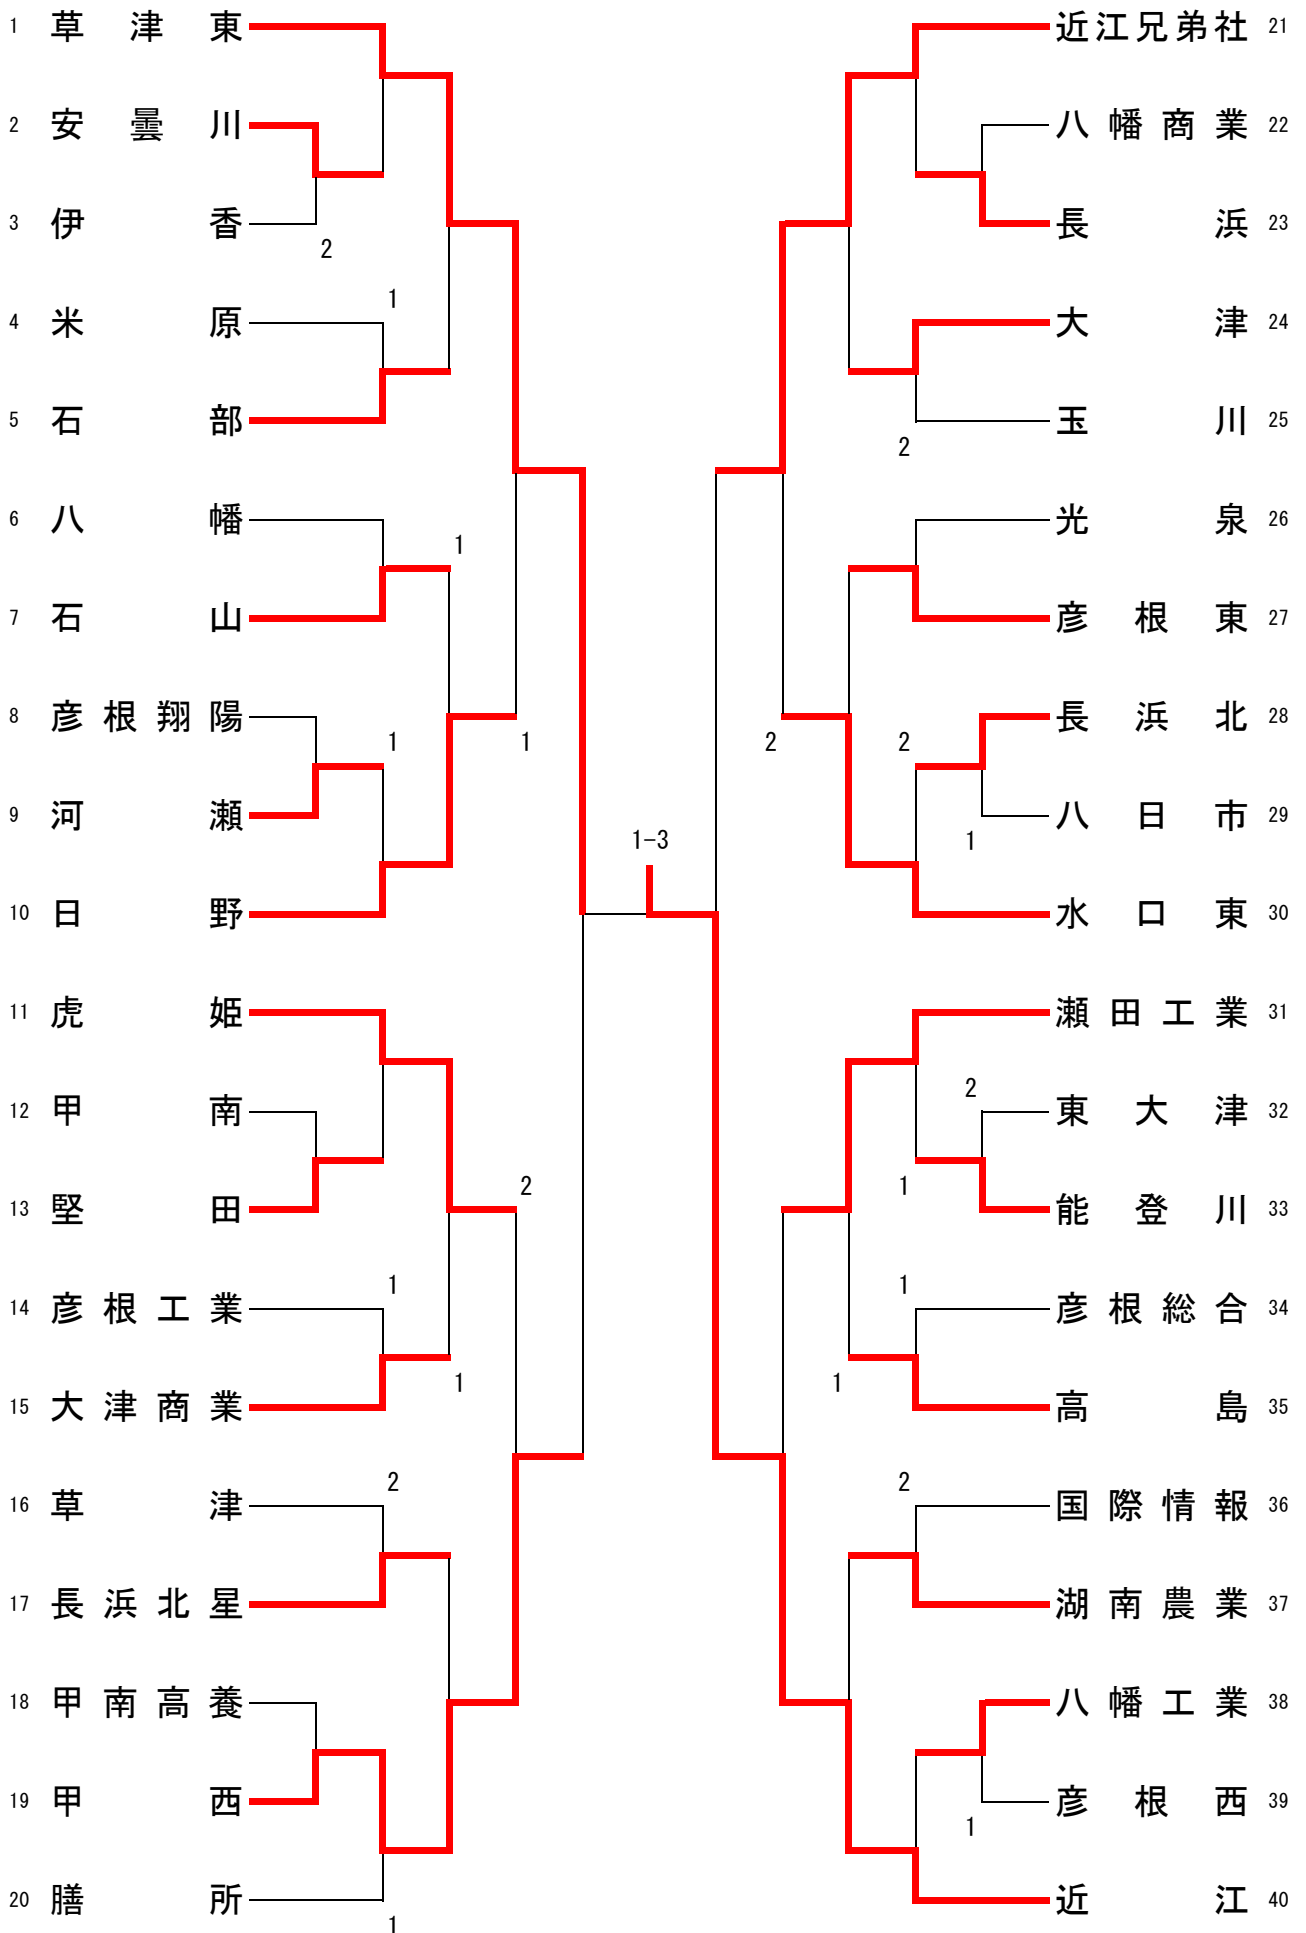 1 草津東
2 安曇川
3 伊香
2
1
4 米原
5 石部
6 八幡
1
7 石山
8 彦根翔陽
1
1
9 河瀬
10 日野
11 虎姫
12 甲南
2
13 堅田
1
14 彦根工業
1
15 大津商業
2
16 草津
17 長浜北星
18 甲南高養
19 甲西
20 膳所
1
1-3
近江兄弟社 21
八幡商業 22
長浜 23
大津 24
玉川 25
2
光泉 26
彦根東 27
長浜北 28
2
2
八日市 29
1
水口東 30
瀬田工業 31
2
東大津 32
1
能登川 33
1
彦根総合 34
1
高島 35
2
国際情報 36
湖南農業 37
八幡工業 38
彦根西 39
1
近江 40